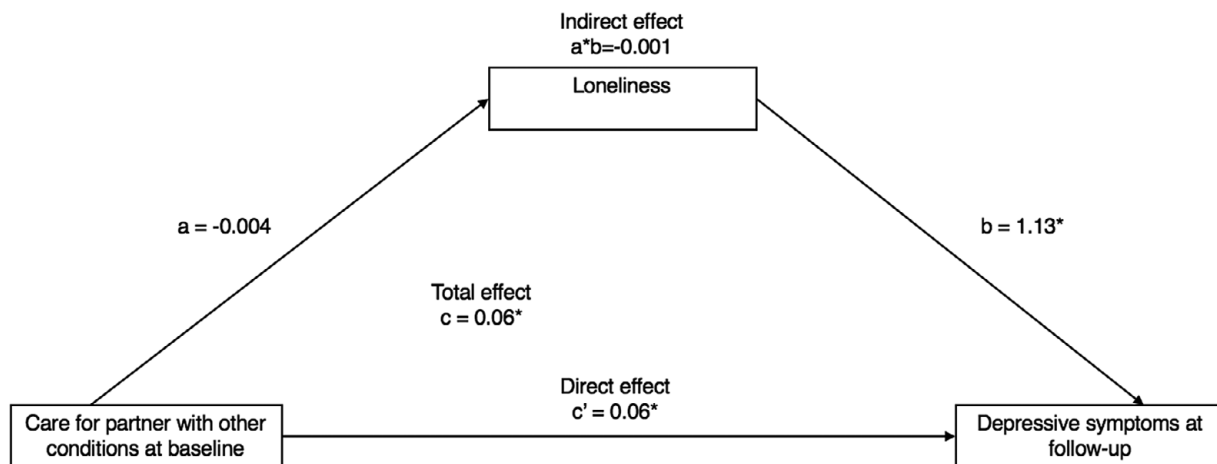 Indirect effect
a*b=-0.001
Loneliness
a = -0.004
b = 1.13*
Total effect
c = 0.06*
Direct effect
c' = 0.06*
Care for partner with other
conditions at baseline
Depressive symptoms at
follow-up